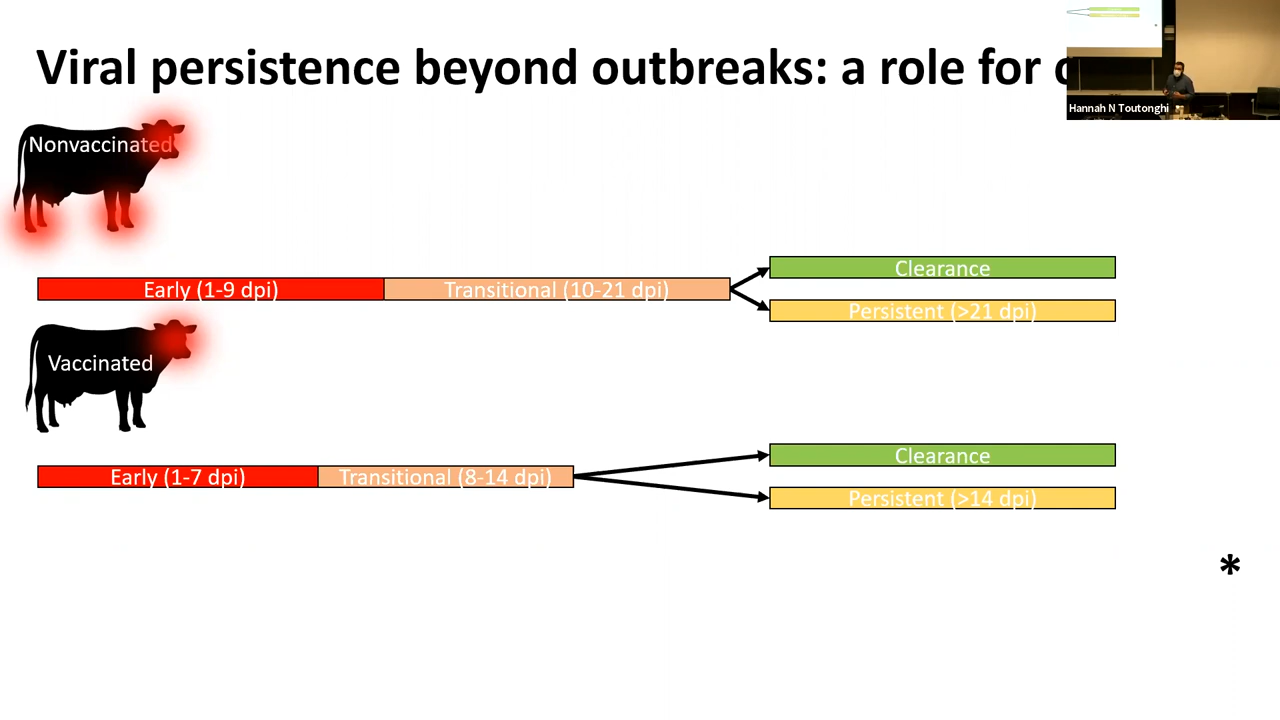 Viral persistence beyond outbreaks: a role for
Hannah N Toutonghi
Nonvaccinated
Clearance
Early (1-9 dpi)
Transitional (10-21 dpi)
Persistent (>21 dpi)
Vaccinated
Clearance
Early (1-7 dpi)
Transitional (8-14 dpi)
Persistent (>14 dpi)
*